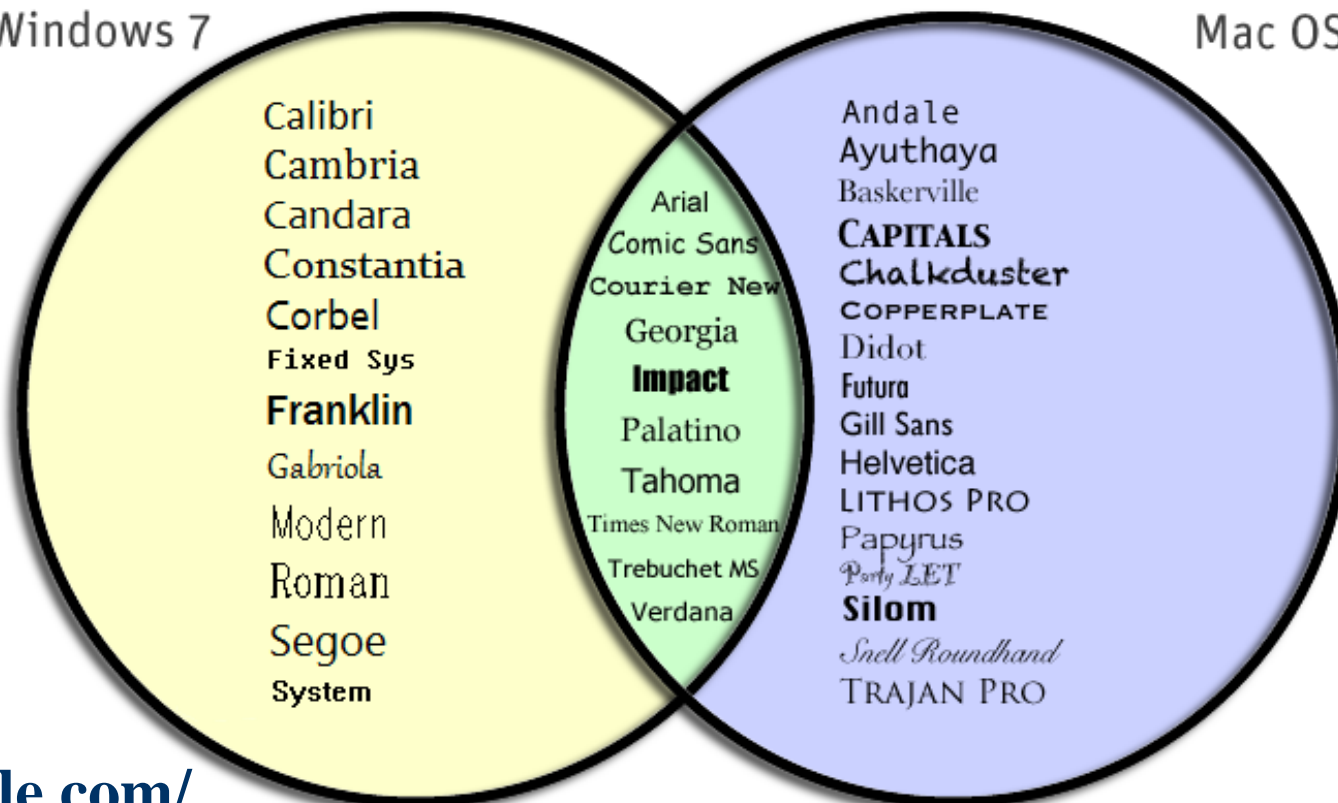 Windows 7
Mac OS
Calibri
Cambria
Candara
Constantia
Corbel
Fixed Sys
Franklin
Gabriola
Modern
Roman
Segoe
System
Arial
Comic Sans
Courier New
Georgia
Impact
Palatino
Tahoma
Times New Roman
Trebuchet MS
Verdana
Andale
Ayuthaya
Baskerville
CAPITALS
Chalkduster
COPPERPLATE
Didot
Futura
Gill Sans
Helvetica
LITHOS PRO
Papyrus
Party LET
Silom
Snell Roundhand
TRAJAN PRO
le.com/